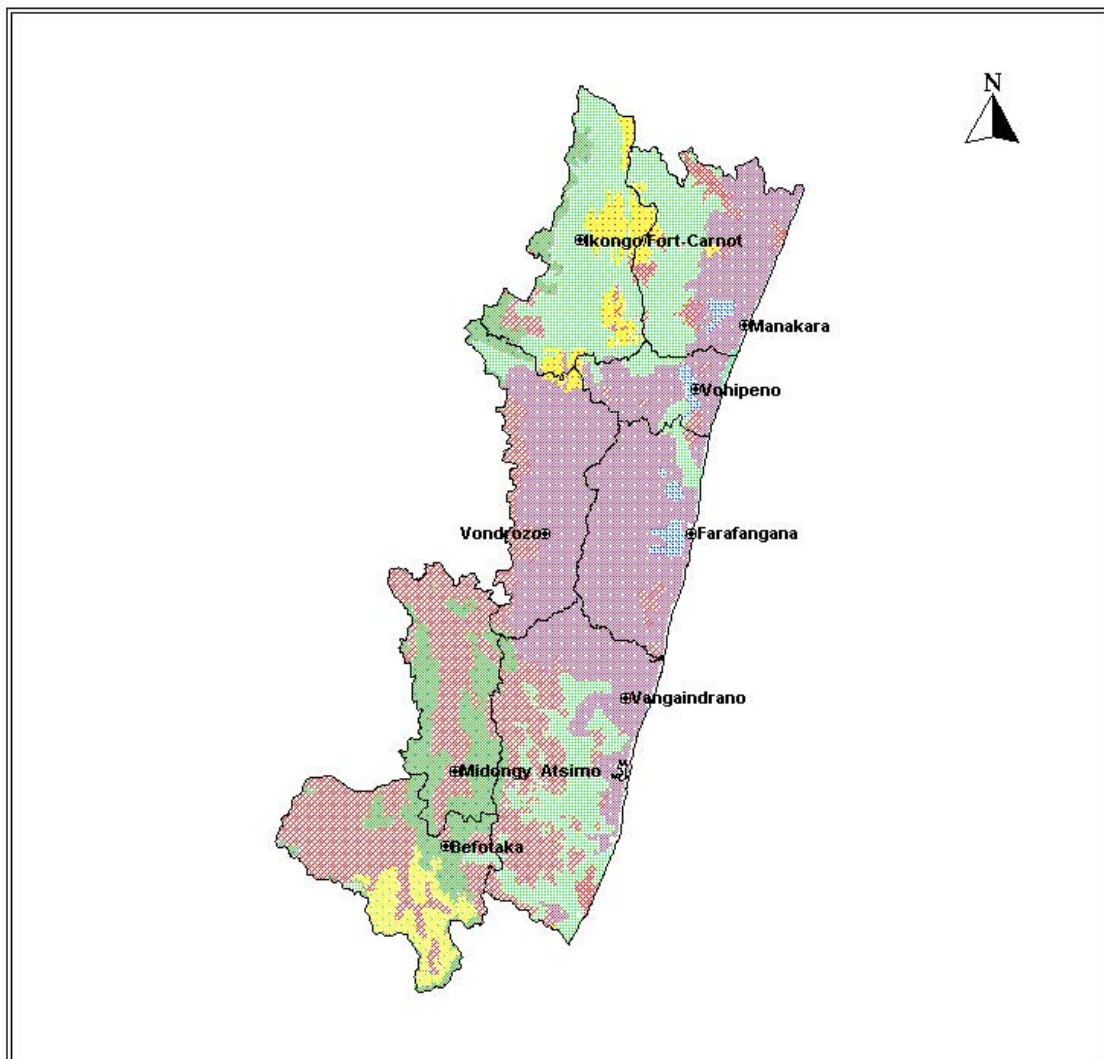 N
Ikongo/Fort-Carnot
Manakara
Vohipeno
Vondrozo
Farafangana
Vangaindrano
Midongy Atsimo
Befotaka